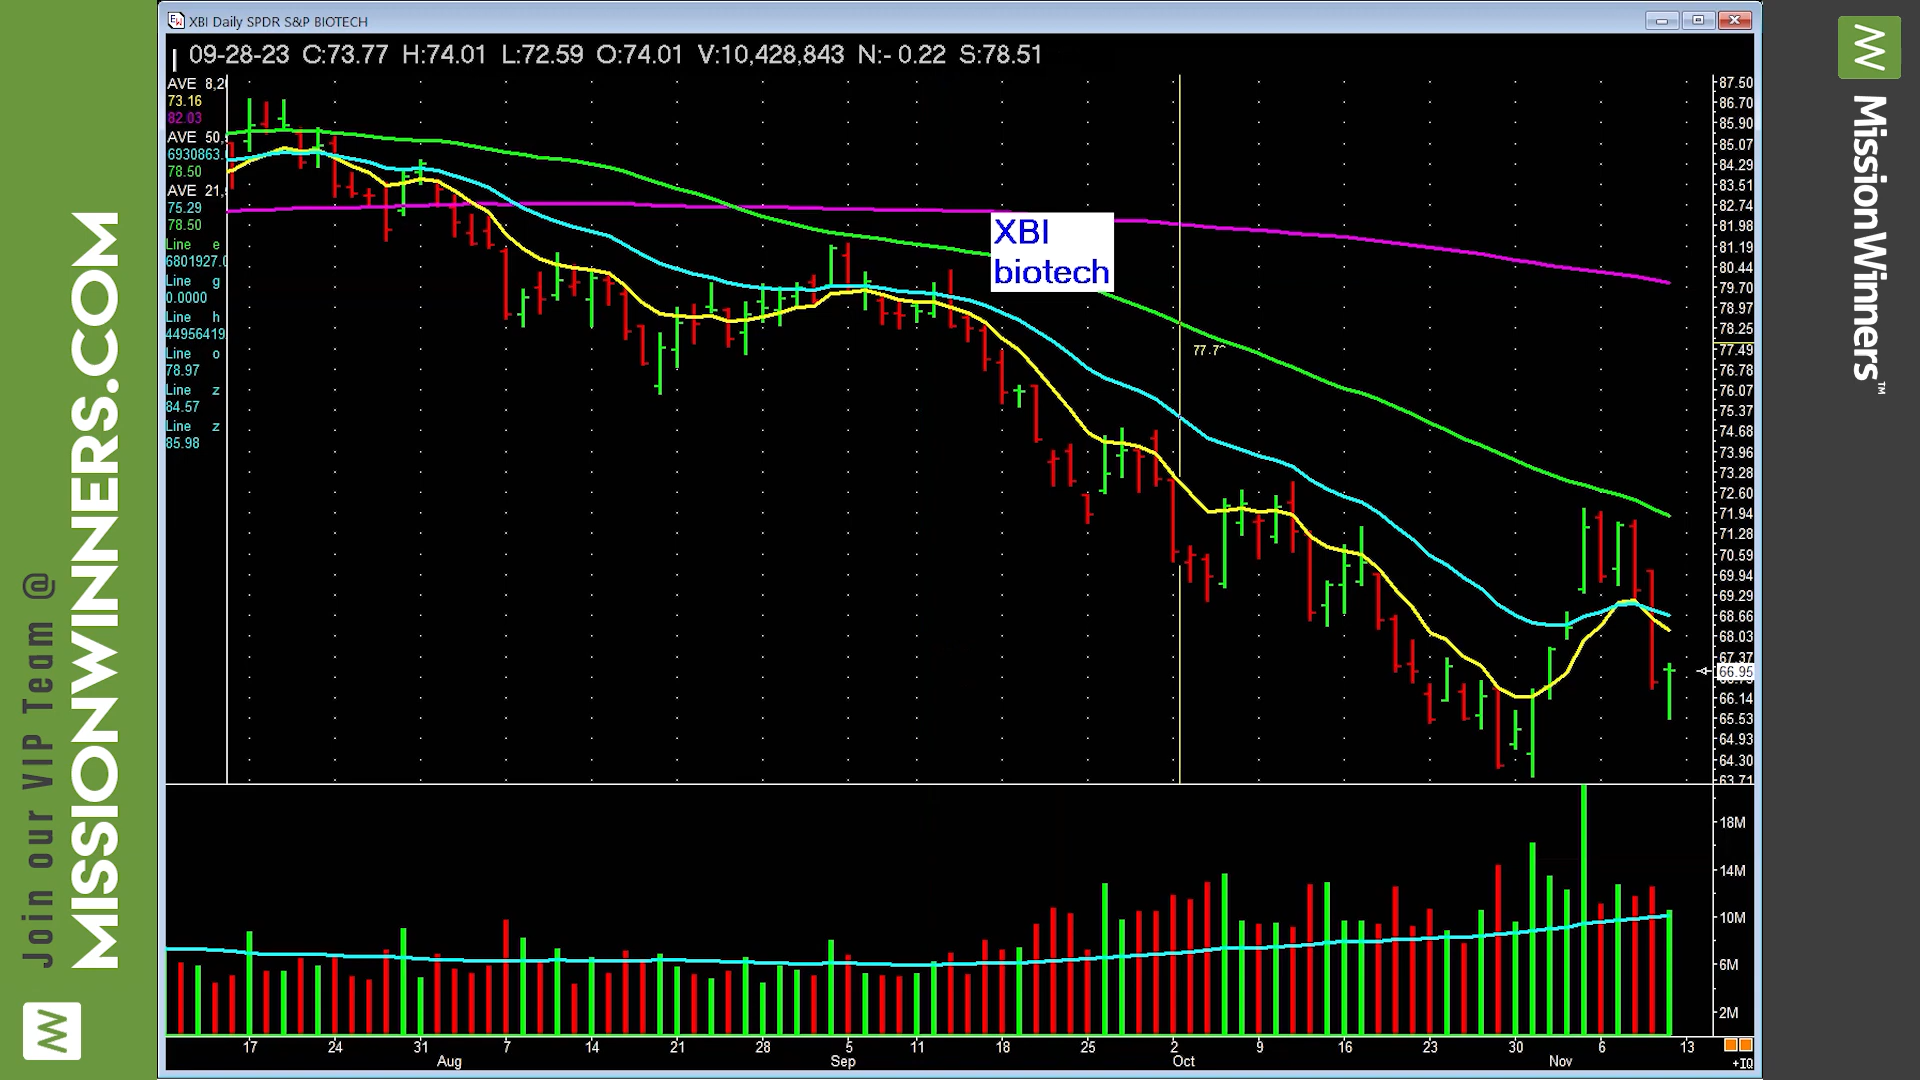 Join our VIP Team @
MISSIONWINNERS.COM
XBI Daily SPDR S&P BIOTECH
09-28-23 C:73.77 H:74.01 L:72.59 O:74.01 V:10,428,843 N:- 0.22 S:78.51
AVE 8,
73.16
82.03
AVE 50,
6930863.
78.50
AVE 21,
75.29
78.50
Line e
6801927.0
Line g
0.0000
Line h
44956419.
Line o
78.97
Line z
84.57
Line z
85.98
XBI
biotech
77.7
87.50
86.70
85.90
85.07
84.29
83.51
82.74
81.98
81.19
80.44
79.70
78.97
78.25
77.49
76.78
76.07
75.37
74.68
73.96
73.28
72.60
71.94
71.28
70.59
69.94
69.29
68.66
68.03
67.37
66.95
66.14
65.53
64.93
64.30
63.71
18M
14M
10M
6M
2M
17 24 31 7 14 21 28 5 11 18 25 2 9 16 23 30 6 13
Aug Sep Oct Nov
+IQ
MissionWinners™